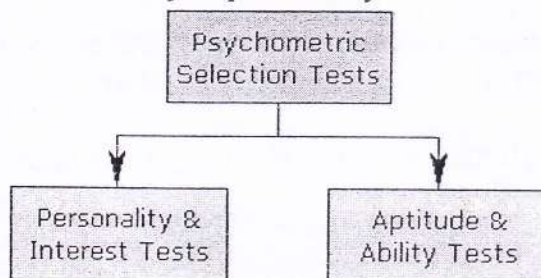 Psychometric
Selection Tests
Personality &
Interest Tests
Aptitude &
Ability Tests